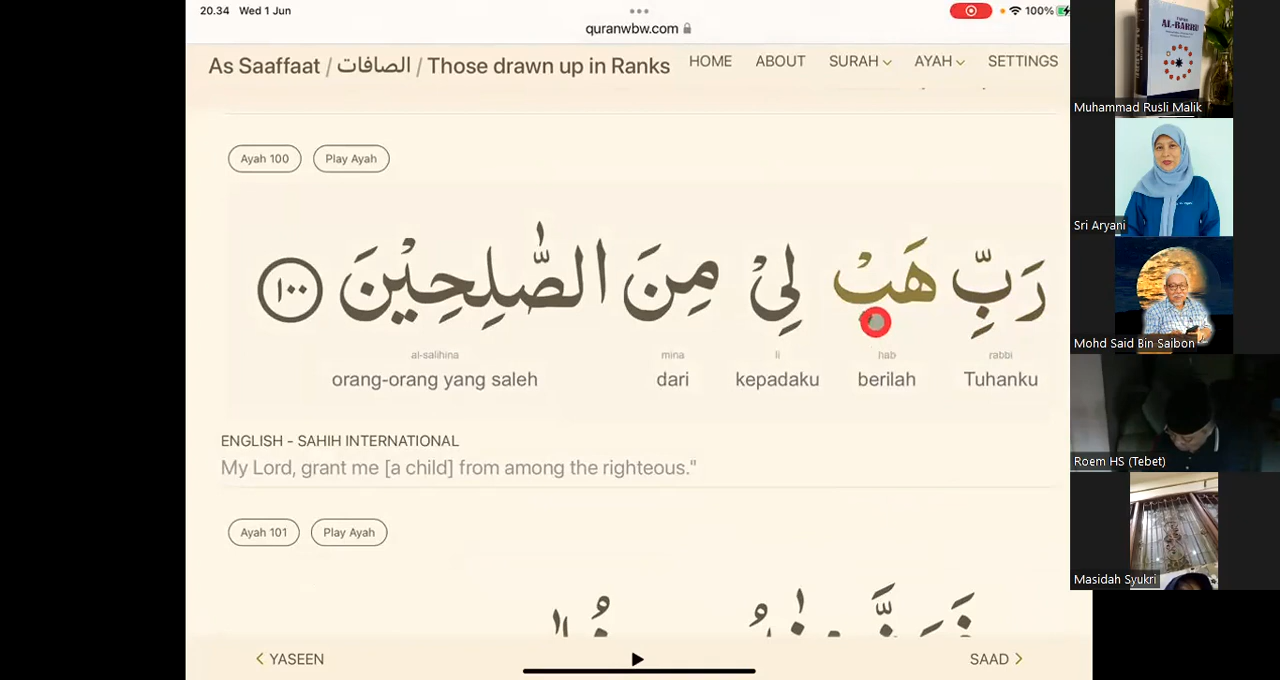 20.34 Wed 1 Jun
100%
quranwbw.com
As Saaffaat / الصافات / Those drawn up in Ranks
HOME ABOUT SURAH AYAH SETTINGS
Ayah 100 Play Ayah
رَبِّ هَبْ لِيْ مِنَ الصّٰلِحِيْنَ ١٠٠
rabbi hab li mina al-salihina
Tuhanku berilah kepadaku dari orang-orang yang saleh
ENGLISH - SAHIH INTERNATIONAL
My Lord, grant me [a child] from among the righteous."
Ayah 101 Play Ayah
YASEEN
SAAD
AL-BARRU
Muhammad Rusli Malik
Sri Aryani
Mohd Said Bin Saibon
Roem HS (Tebet)
Masidah Syukri